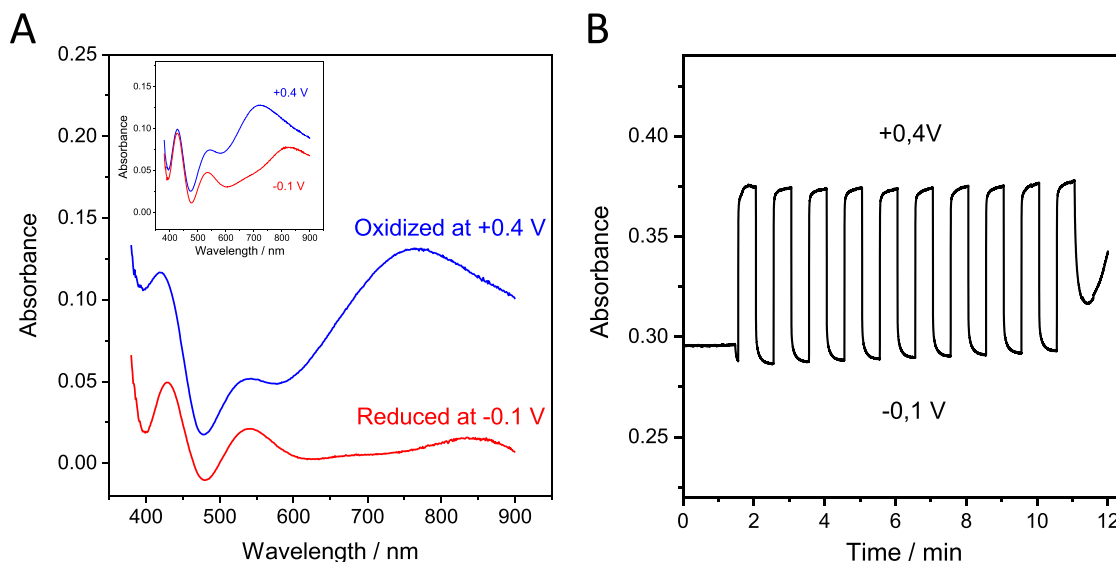 A
0.25
0.20
0.15
0.10
0.05
0.00
Absorbance
400 500 600 700 800 900
Wavelength / nm
Oxidized at +0.4 V
Reduced at -0.1 V
0.15
0.10
0.05
0.00
Absorbance
400 500 600 700 800 900
Wavelength / nm
+0.4 V
-0.1 V
B
0.40
0.35
0.30
0.25
Absorbance
0 2 4 6 8 10 12
Time / min
+0,4V
-0,1 V